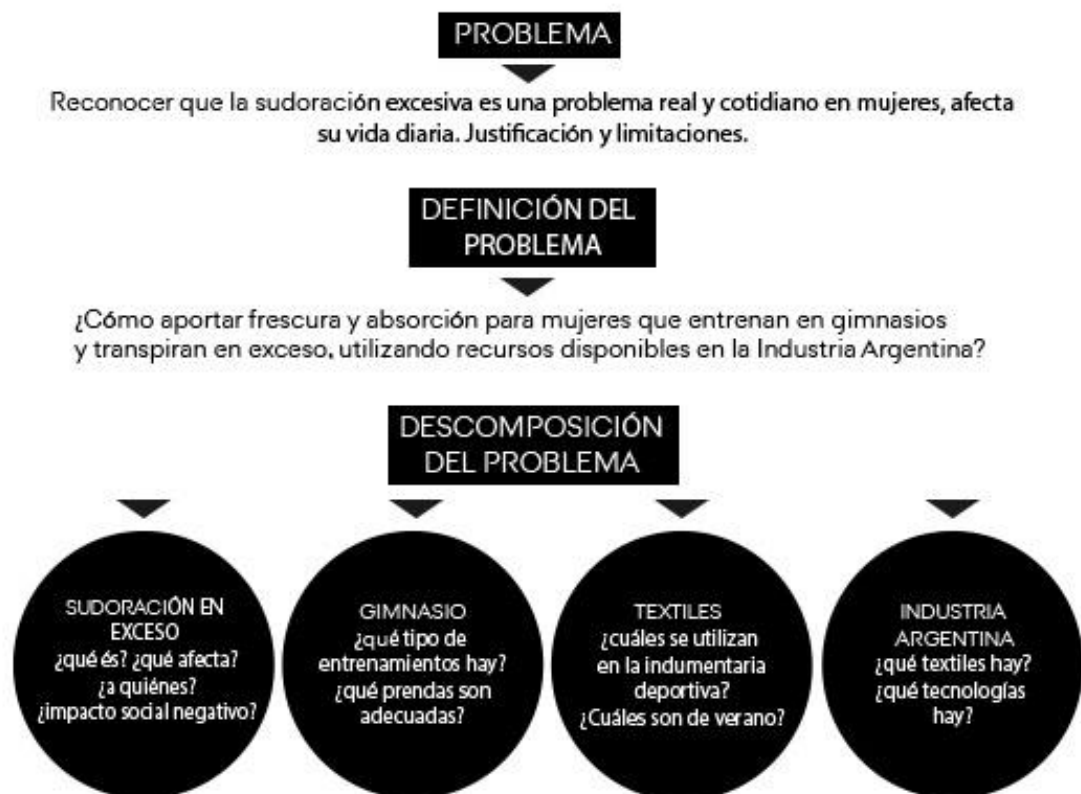 PROBLEMA
Reconocer que la sudoración excesiva es una problema real y cotidiano en mujeres, afecta
su vida diaria. Justificación y limitaciones.
DEFINICIÓN DEL
PROBLEMA
¿Cómo aportar frescura y absorción para mujeres que entrenan en gimnasios
y transpiran en exceso, utilizando recursos disponibles en la Industria Argentina?
DESCOMPOSICIÓN
DEL PROBLEMA
SUDORACIÓN EN
EXCESO
¿qué és? ¿qué afecta?
¿a quiénes?
¿impacto social negativo?
GIMNASIO
¿qué tipo de
entrenamientos hay?
¿qué prendas son
adecuadas?
TEXTILES
¿cuáles se utilizan
en la indumentaria
deportiva?
¿Cuáles son de verano?
INDUSTRIA
ARGENTINA
¿qué textiles hay?
¿qué tecnologías
hay?